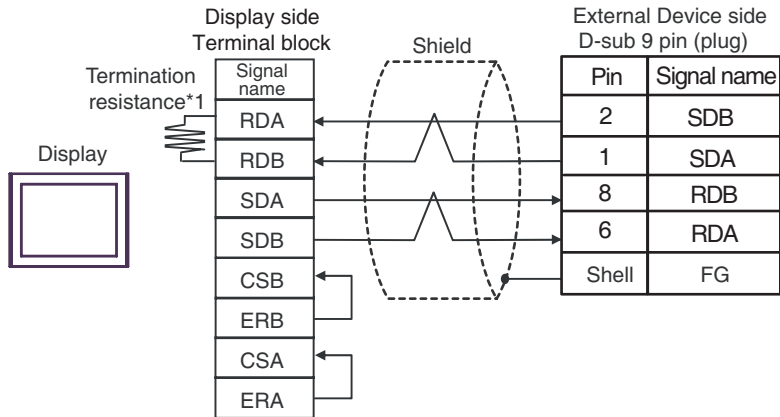 Display side
Terminal block
Shield
External Device side
D-sub 9 pin (plug)
Termination
resistance*1
Display
Signal
name
RDA
RDB
SDA
SDB
CSB
ERB
CSA
ERA
Pin Signal name
2 SDB
1 SDA
8 RDB
6 RDA
Shell FG